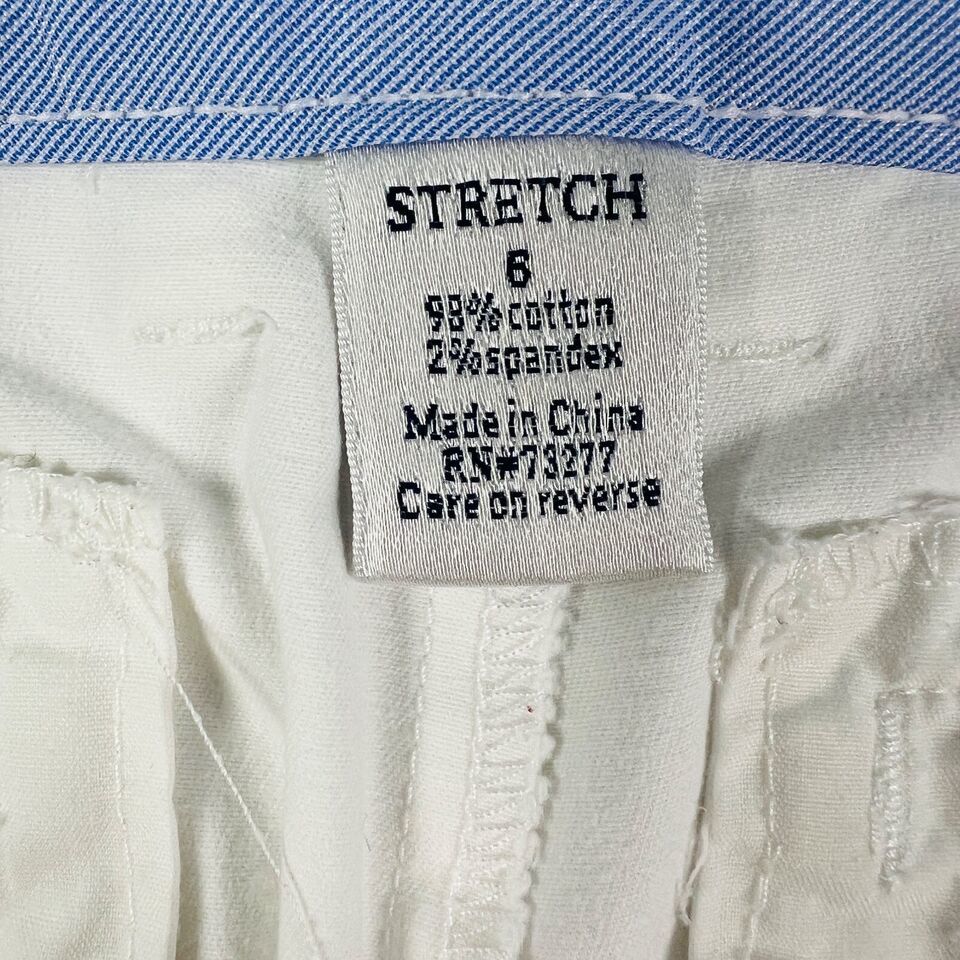 STRETCH
6
98% cotton
2% spandex
Made in China
RN#73277
Care on reverse